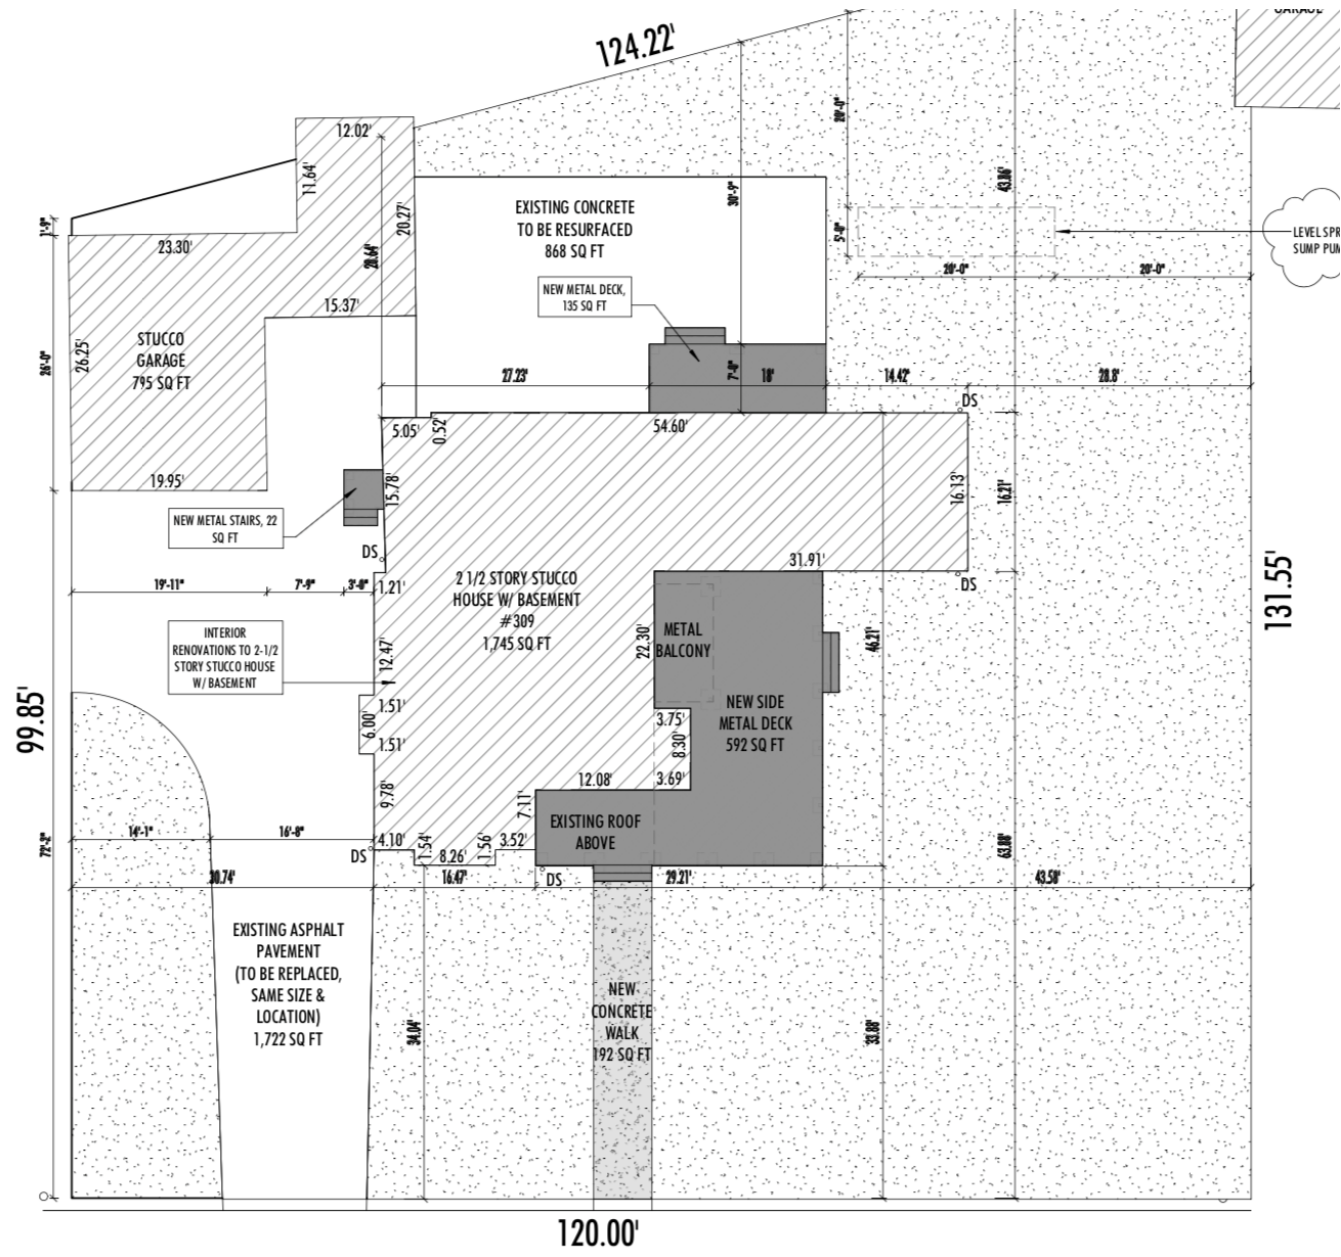 GARAGE
124.22'
12.02'
11.64'
20.27'
20.64'
1'-9"
23.30'
15.37'
EXISTING CONCRETE
TO BE RESURFACED
868 SQ FT
NEW METAL DECK,
135 SQ FT
30'-9"
20'-0"
43.86'
5'-0"
20'-0"
20'-0"
LEVEL SPR
SUMP PUM
STUCCO
GARAGE
795 SQ FT
26'-0"
26.25'
27.23'
7'-0"
18'
14.42'
28.8'
DS
5.05'
0.52'
54.60'
19.95'
15.78'
16.13'
16.21'
NEW METAL STAIRS, 22
SQ FT
DS
31.91'
DS
19'-11"
7'-9"
3'-0"
1.21'
2 1/2 STORY STUCCO
HOUSE W/ BASEMENT
#309
1,745 SQ FT
131.55'
INTERIOR
RENOVATIONS TO 2-1/2
STORY STUCCO HOUSE
W/ BASEMENT
12.47'
22.30'
METAL
BALCONY
46.21'
99.85'
1.51'
6.00'
1.51'
3.75'
8.30'
NEW SIDE
METAL DECK
592 SQ FT
9.78'
12.08'
3.69'
7.11'
EXISTING ROOF
ABOVE
72'-2"
14'-1"
16'-8"
4.10'
1.54'
8.26'
1.56'
3.52'
63.88'
DS
30.74'
16.47'
DS
29.21'
43.58'
EXISTING ASPHALT
PAVEMENT
(TO BE REPLACED,
SAME SIZE &
LOCATION)
1,722 SQ FT
34.04'
NEW
CONCRETE
WALK
192 SQ FT
33.88'
120.00'